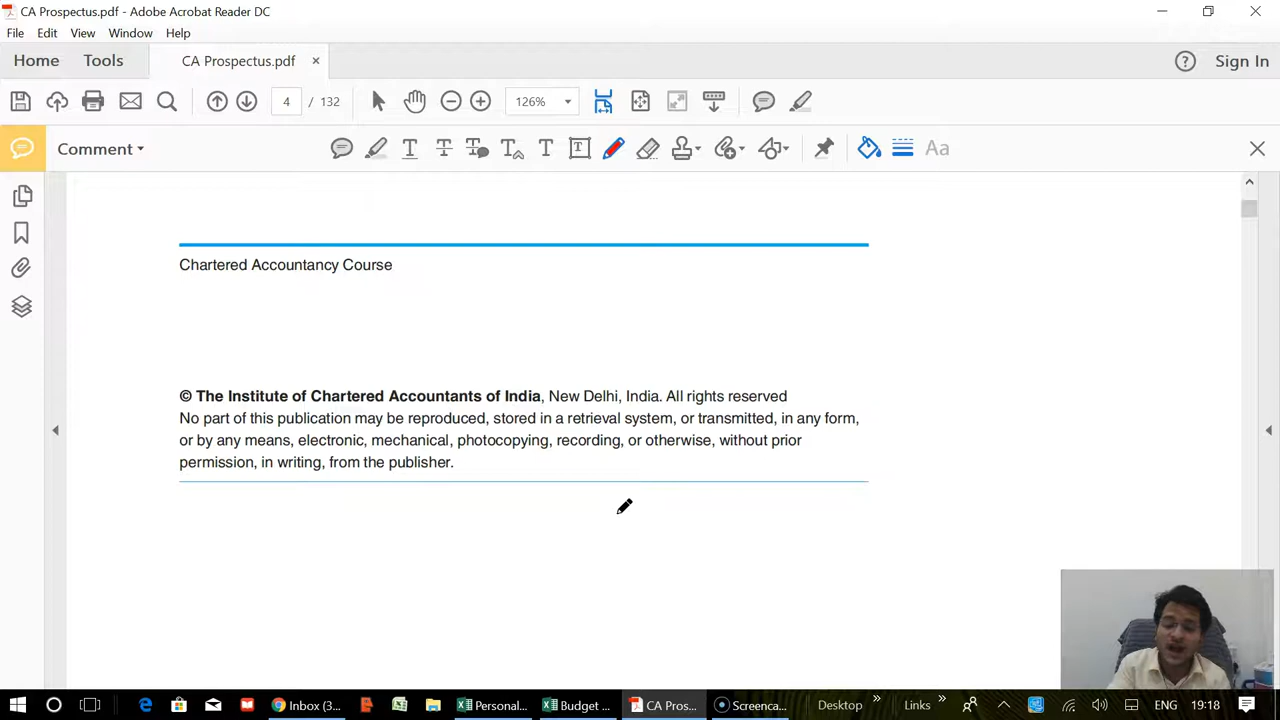 CA Prospectus.pdf - Adobe Acrobat Reader DC
File Edit View Window Help
Home Tools CA Prospectus.pdf × ? Sign In
4 / 132 126%
Comment T T T T T T Aa
Chartered Accountancy Course
© The Institute of Chartered Accountants of India, New Delhi, India. All rights reserved
No part of this publication may be reproduced, stored in a retrieval system, or transmitted, in any form,
or by any means, electronic, mechanical, photocopying, recording, or otherwise, without prior
permission, in writing, from the publisher.
Inbox (3... Personal... Budget ... CA Pros... Screenca... Desktop » Links » ENG 19:18